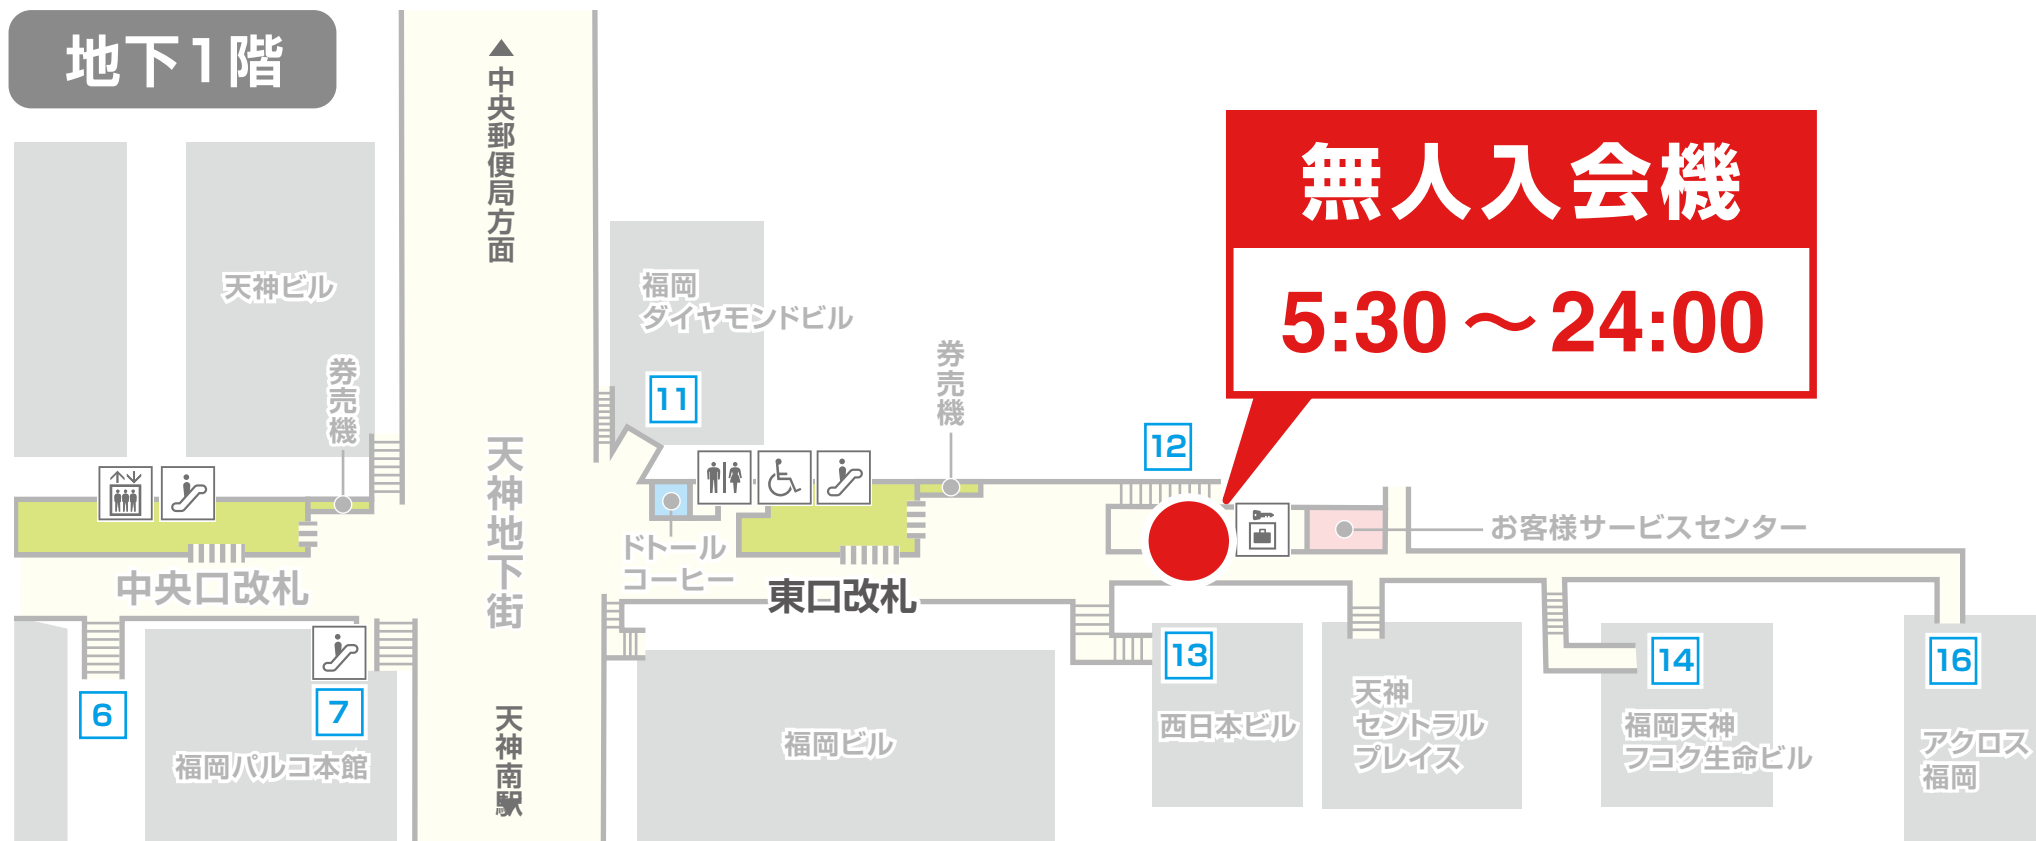 地下1階
▲中央郵便局方面
無人入会機
5:30〜24:00
天神ビル
福岡
ダイヤモンドビル
券売機
券売機
11
12
天神地下街
お客様サービスセンター
ドトール
コーヒー
中央口改札
東口改札
6
7
13
14
16
天神南駅▼
福岡パルコ本館
福岡ビル
西日本ビル
天神
セントラル
プレイス
福岡天神
フコク生命ビル
アクロス
福岡